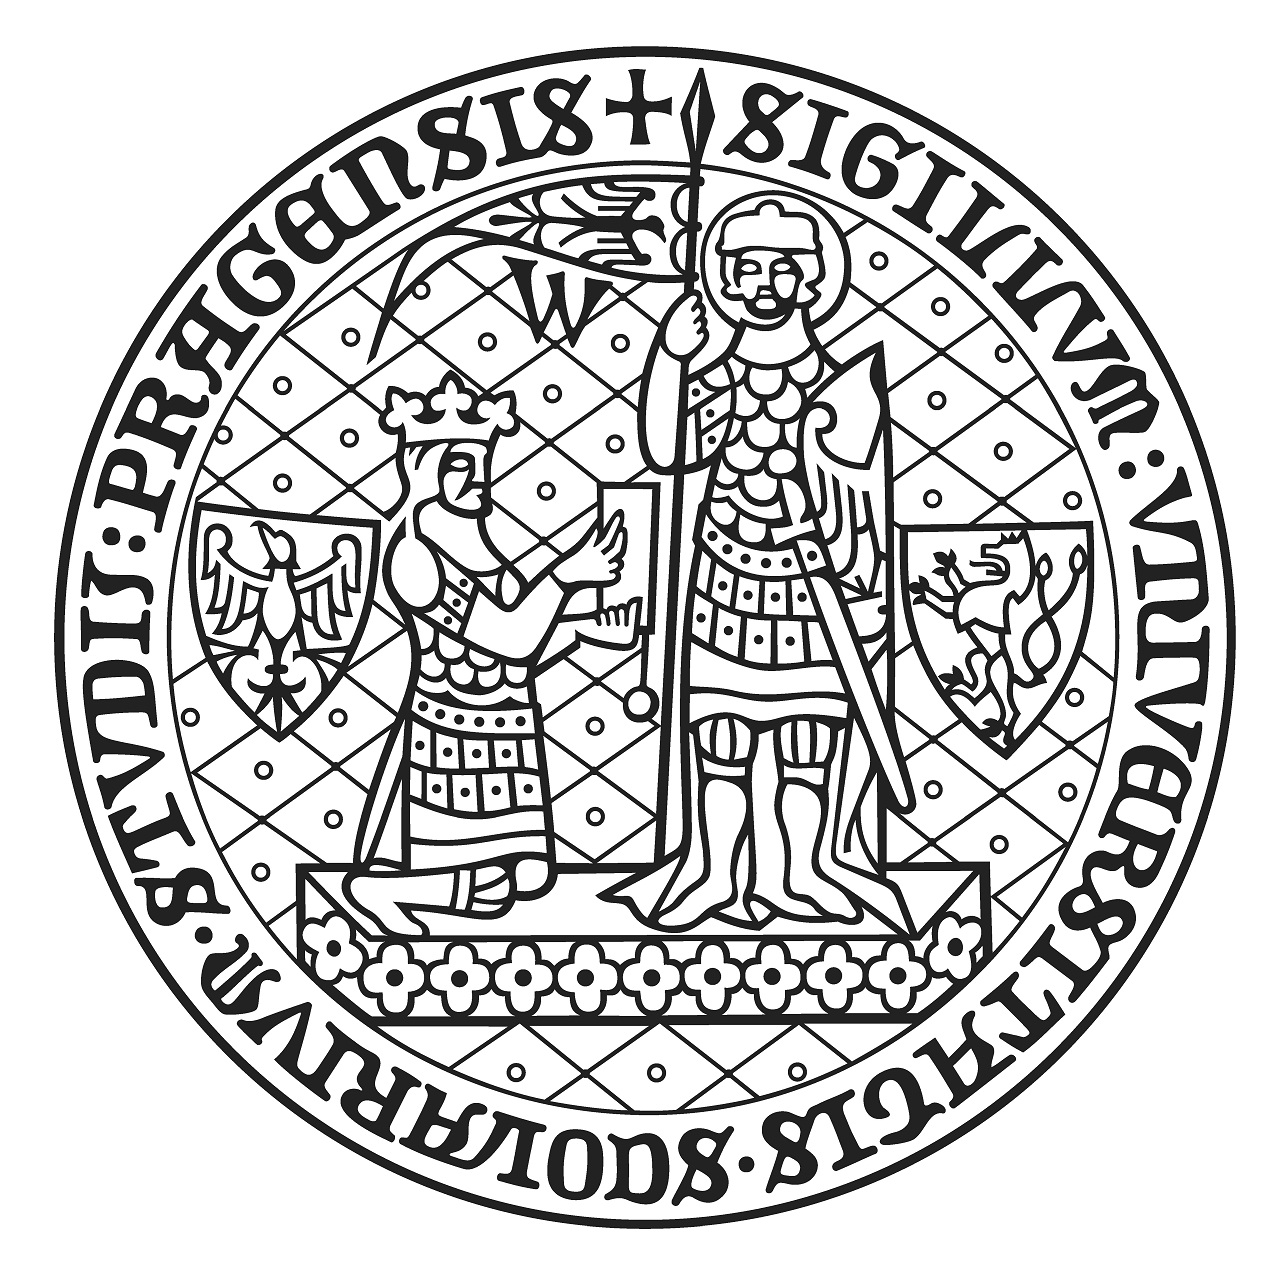 ✠ SIGILLVM: VNIVERSITATIS · SCOLARIVM · STVDII: PRAGENSIS
W